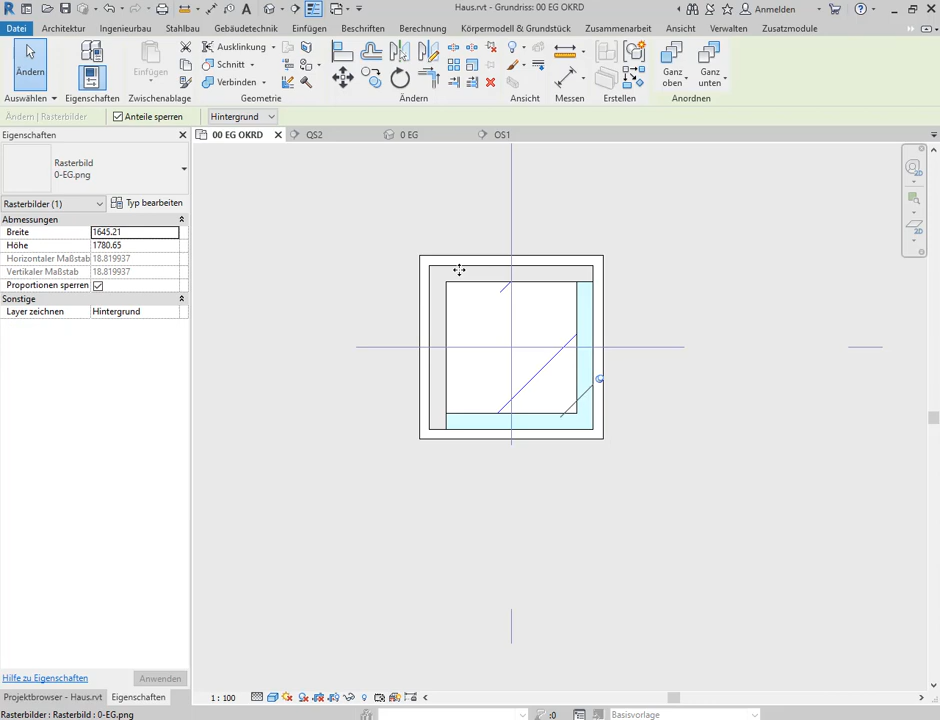 Haus.rvt - Grundriss: 00 EG OKRD
Anmelden
Datei Architektur Ingenieurbau Stahlbau Gebäudetechnik Einfügen Beschriften Berechnung Körpermodell & Grundstück Zusammenarbeit Ansicht Verwalten Zusatzmodule
Ausklinkung
Schnitt
Verbinden
Ändern
Einfügen
Ganz oben
Ganz unten
Auswählen Eigenschaften Zwischenablage Geometrie Ändern Ansicht Messen Erstellen Anordnen
Ändern | Rasterbilder
Anteile sperren
Hintergrund
Eigenschaften
00 EG OKRD
QS2
0 EG
OS1
Rasterbild
0-EG.png
Rasterbilder (1)
Typ bearbeiten
Abmessungen
Breite 1645.21
Höhe 1780.65
Horizontaler Maßstab 18.819937
Vertikaler Maßstab 18.819937
Proportionen sperren
Sonstige
Layer zeichnen Hintergrund
2D
2D
Hilfe zu Eigenschaften
Anwenden
Projektbrowser - Haus.rvt
Eigenschaften
1 : 100
Rasterbilder : Rasterbild : 0-EG.png
:0
Basisvorlage